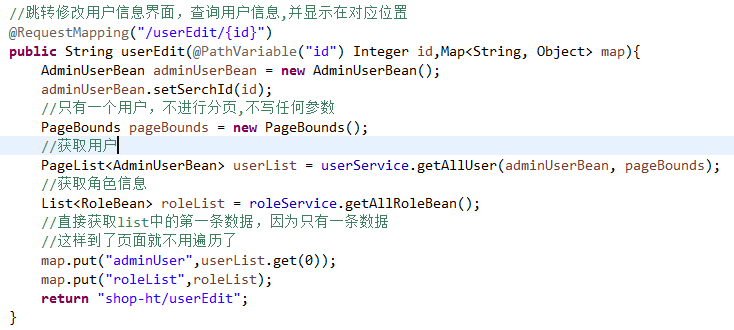 //跳转修改用户信息界面，查询用户信息,并显示在对应位置
@RequestMapping("/userEdit/{id}")
public String userEdit(@PathVariable("id") Integer id,Map<String, Object> map){
    AdminUserBean adminUserBean = new AdminUserBean();
    adminUserBean.setSerchId(id);
    //只有一个用户，不进行分页,不写任何参数
    PageBounds pageBounds = new PageBounds();
    //获取用户
    PageList<AdminUserBean> userList = userService.getAllUser(adminUserBean, pageBounds);
    //获取角色信息
    List<RoleBean> roleList = roleService.getAllRoleBean();
    //直接获取list中的第一条数据，因为只有一条数据
    //这样到了页面就不用遍历了
    map.put("adminUser",userList.get(0));
    map.put("roleList",roleList);
    return "shop-ht/userEdit";
}